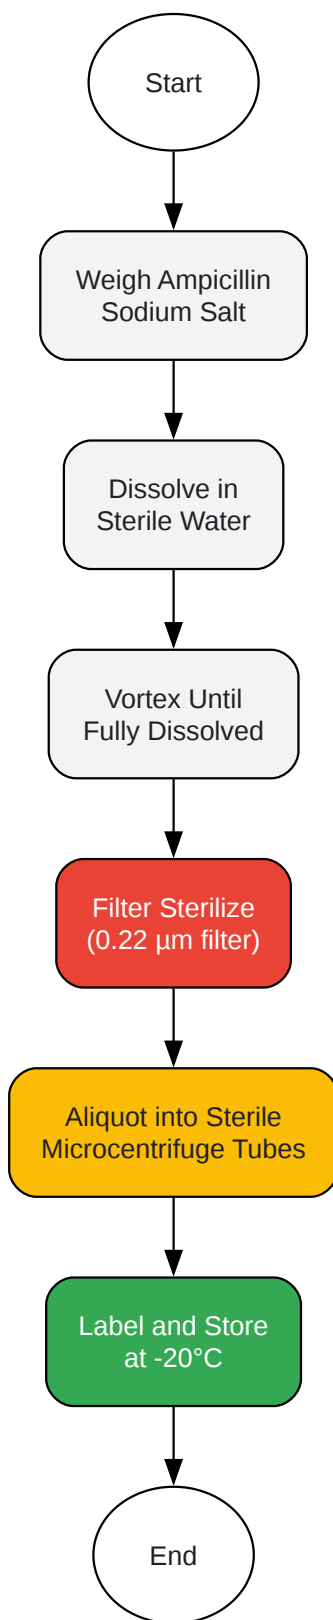 Start
Weigh Ampicillin
Sodium Salt
Dissolve in
Sterile Water
Vortex Until
Fully Dissolved
Filter Sterilize
(0.22 µm filter)
Aliquot into Sterile
Microcentrifuge Tubes
Label and Store
at -20°C
End